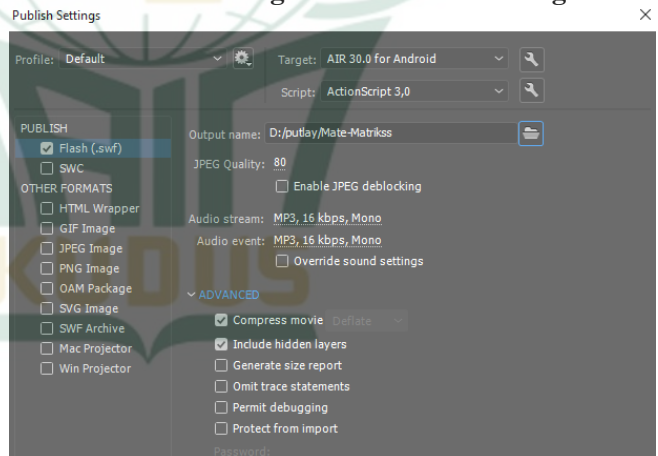 Publish Settings
Profile: Default
Target: AIR 30.0 for Android
Script: ActionScript 3,0
PUBLISH
Flash (.swf)
SWC
OTHER FORMATS
HTML Wrapper
GIF Image
JPEG Image
PNG Image
OAM Package
SVG Image
SWF Archive
Mac Projector
Win Projector
Output name: D:/putlay/Mate-Matrikss
JPEG Quality: 80
Enable JPEG deblocking
Audio stream: MP3, 16 kbps, Mono
Audio event: MP3, 16 kbps, Mono
Override sound settings
ADVANCED
Compress movie Deflate
Include hidden layers
Generate size report
Omit trace statements
Permit debugging
Protect from import
Password:
KUDUS